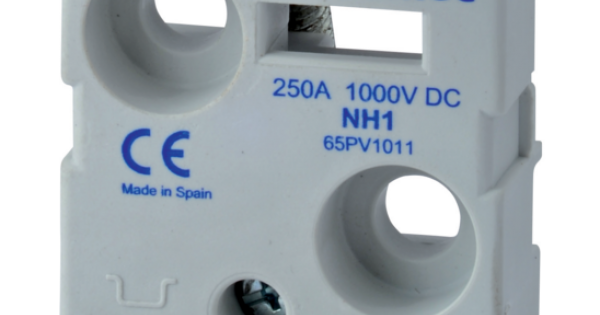 250A 1000V DC
NH1
65PV1011
CE
Made in Spain